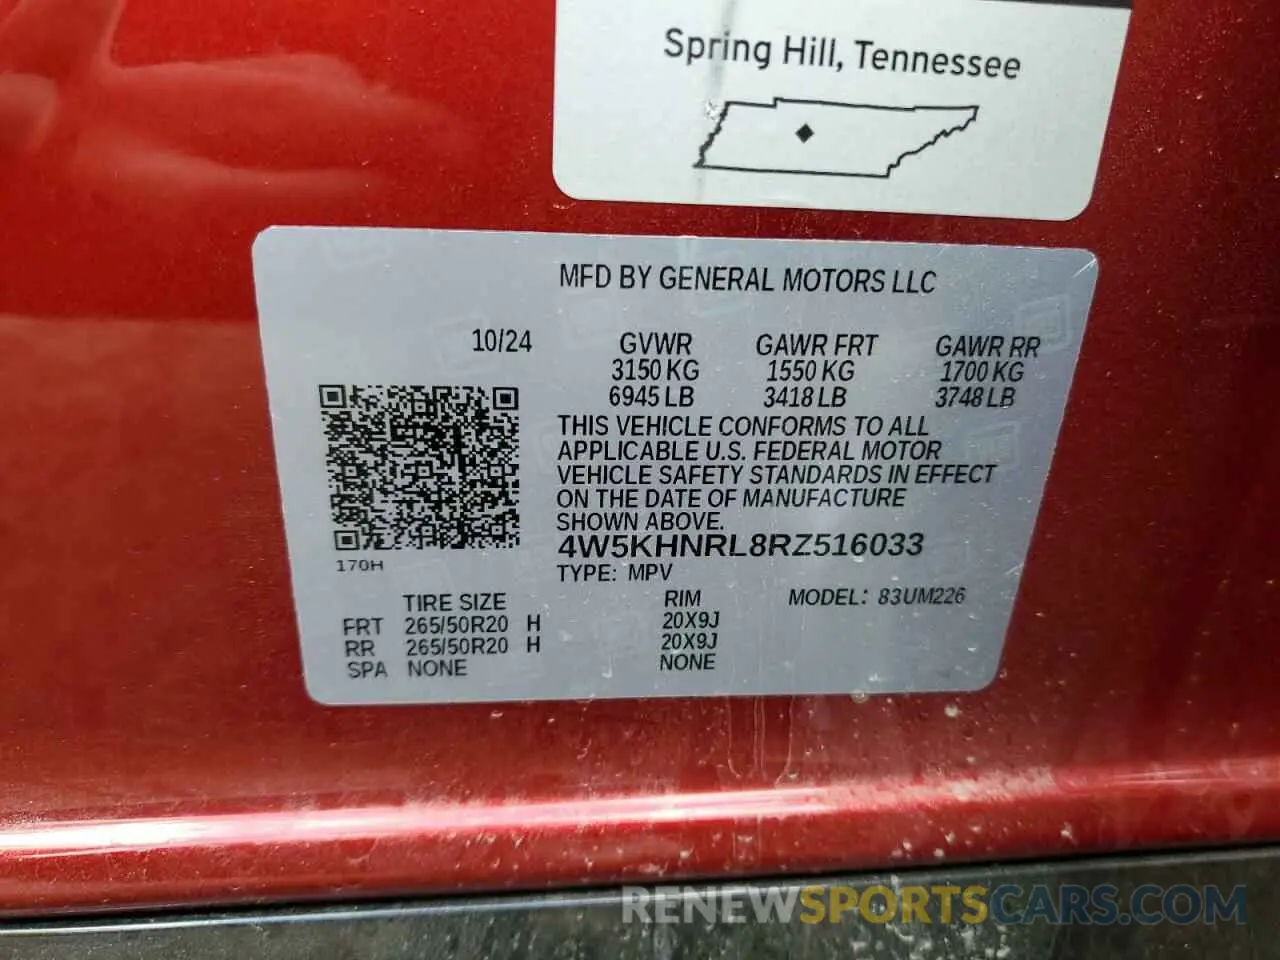 Spring Hill, Tennessee
MFD BY GENERAL MOTORS LLC
10/24 GVWR GAWR FRT GAWR RR
3150 KG 1550 KG 1700 KG
6945 LB 3418 LB 3748 LB
THIS VEHICLE CONFORMS TO ALL
APPLICABLE U.S. FEDERAL MOTOR
VEHICLE SAFETY STANDARDS IN EFFECT
ON THE DATE OF MANUFACTURE
SHOWN ABOVE.
4W5KHNRL8RZ516033
170H
TYPE: MPV
TIRE SIZE RIM MODEL: 83UM226
FRT 265/50R20 H 20X9J
RR 265/50R20 H 20X9J
SPA NONE NONE
RENEWSPORTSCARS.COM